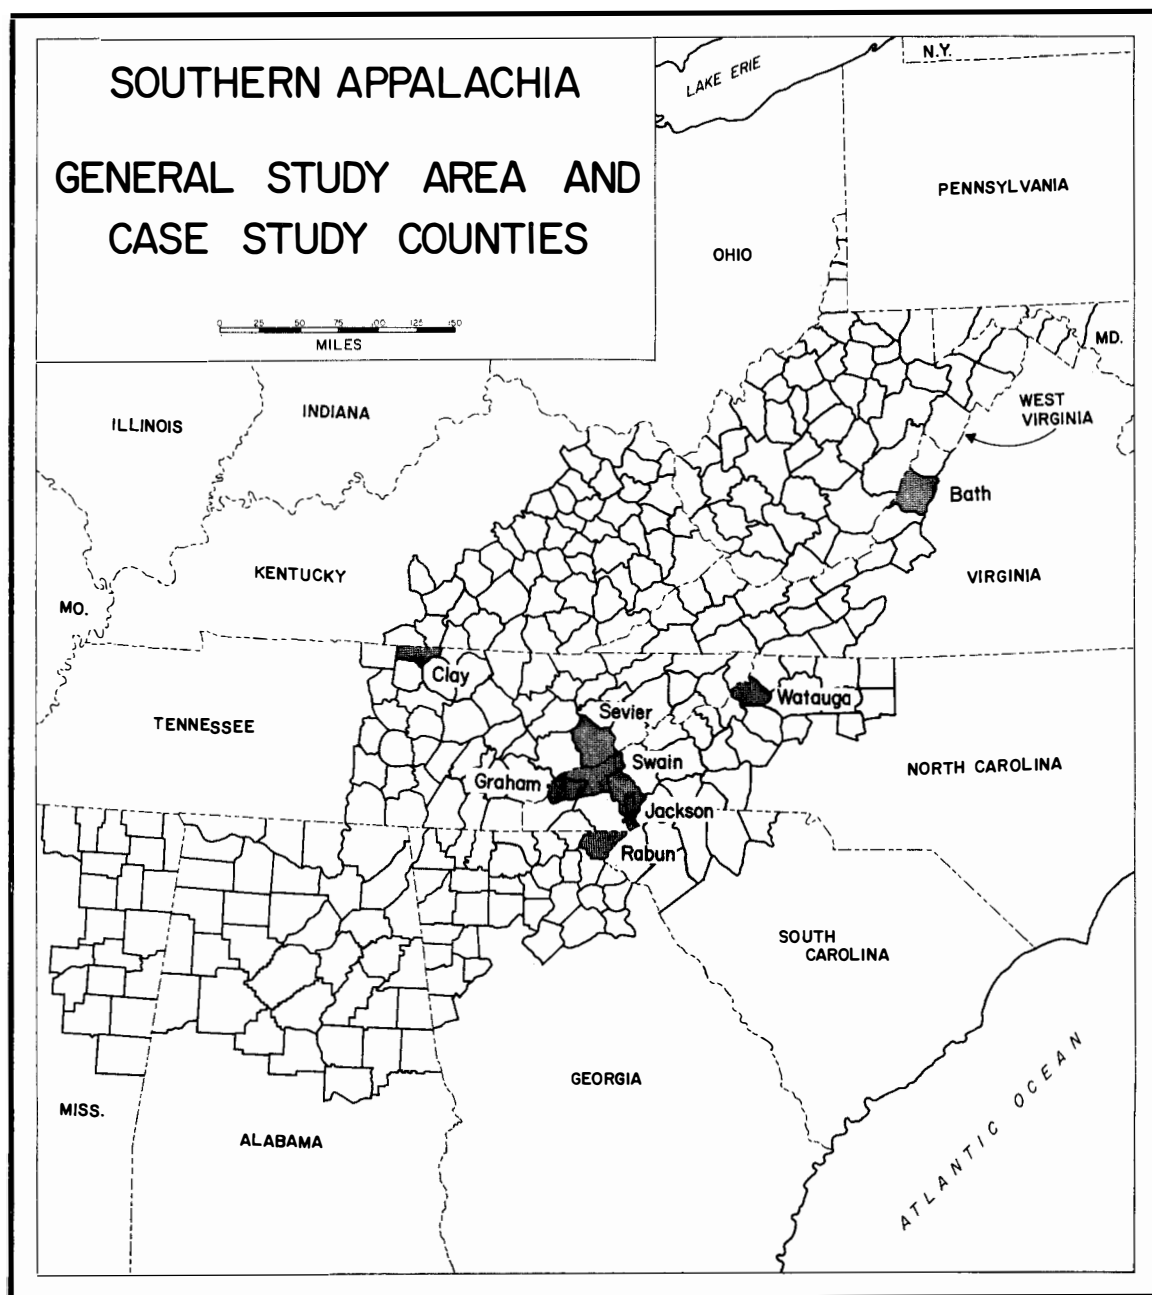 SOUTHERN APPALACHIA
GENERAL STUDY AREA AND
CASE STUDY COUNTIES
0 25 50 75 100 125 150
MILES
LAKE ERIE
N.Y.
PENNSYLVANIA
OHIO
MD.
WEST
VIRGINIA
ILLINOIS
INDIANA
Bath
KENTUCKY
VIRGINIA
MO.
Clay
Watauga
Sevier
TENNESSEE
Swain
NORTH CAROLINA
Graham
Jackson
Rabun
SOUTH
CAROLINA
GEORGIA
MISS.
ALABAMA
ATLANTIC OCEAN